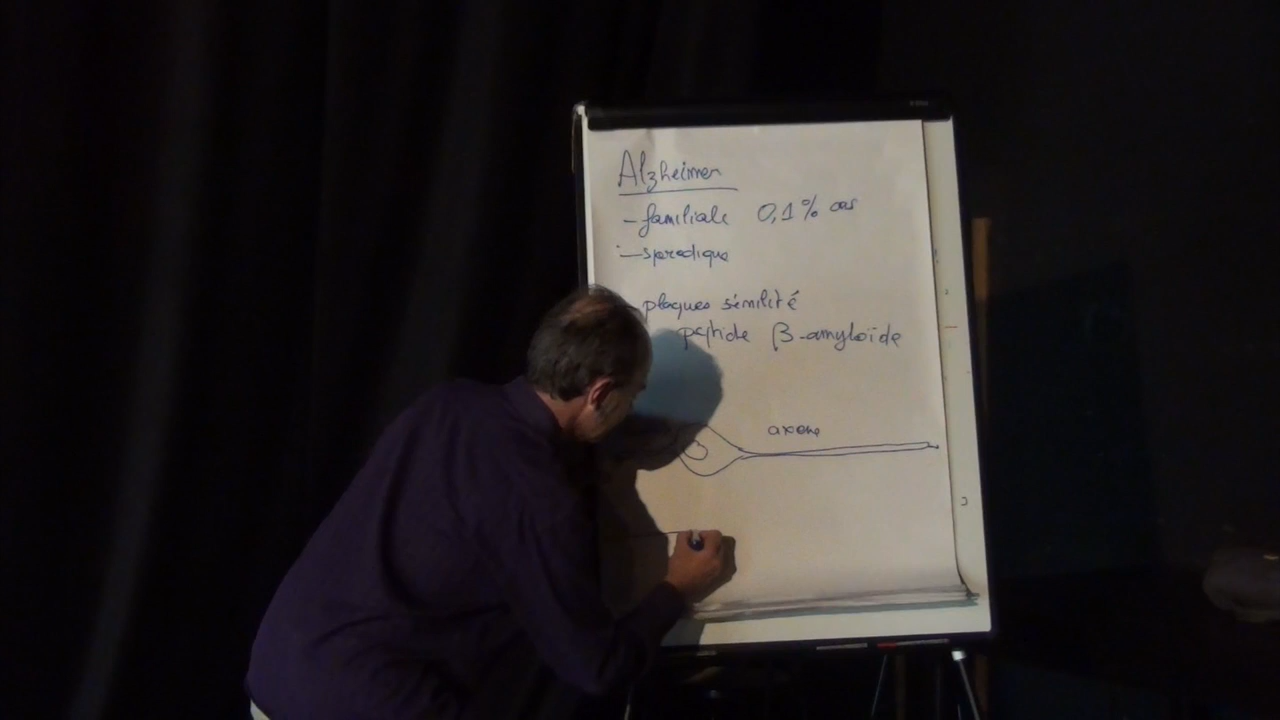 Alzheimer
- familiale 0,1% cas
- sporadique
plaques sénilité
peptide β-amyloïde
axone